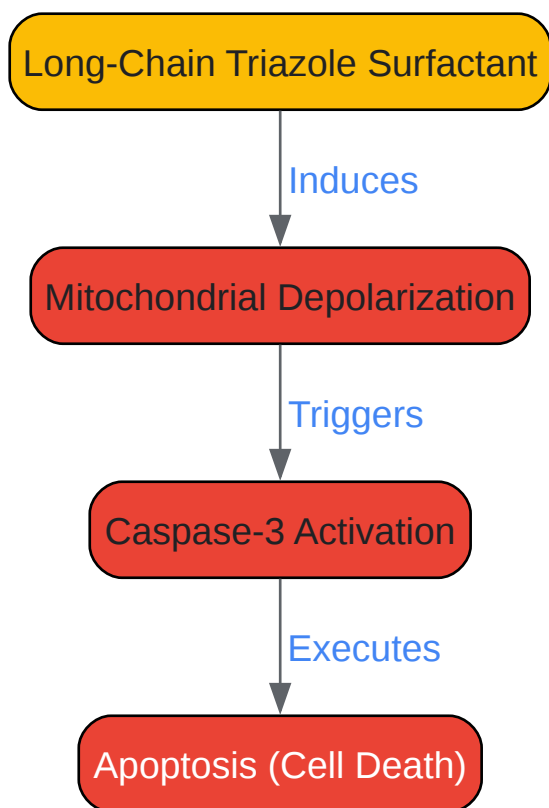 Long-Chain Triazole Surfactant
Induces
Mitochondrial Depolarization
Triggers
Caspase-3 Activation
Executes
Apoptosis (Cell Death)